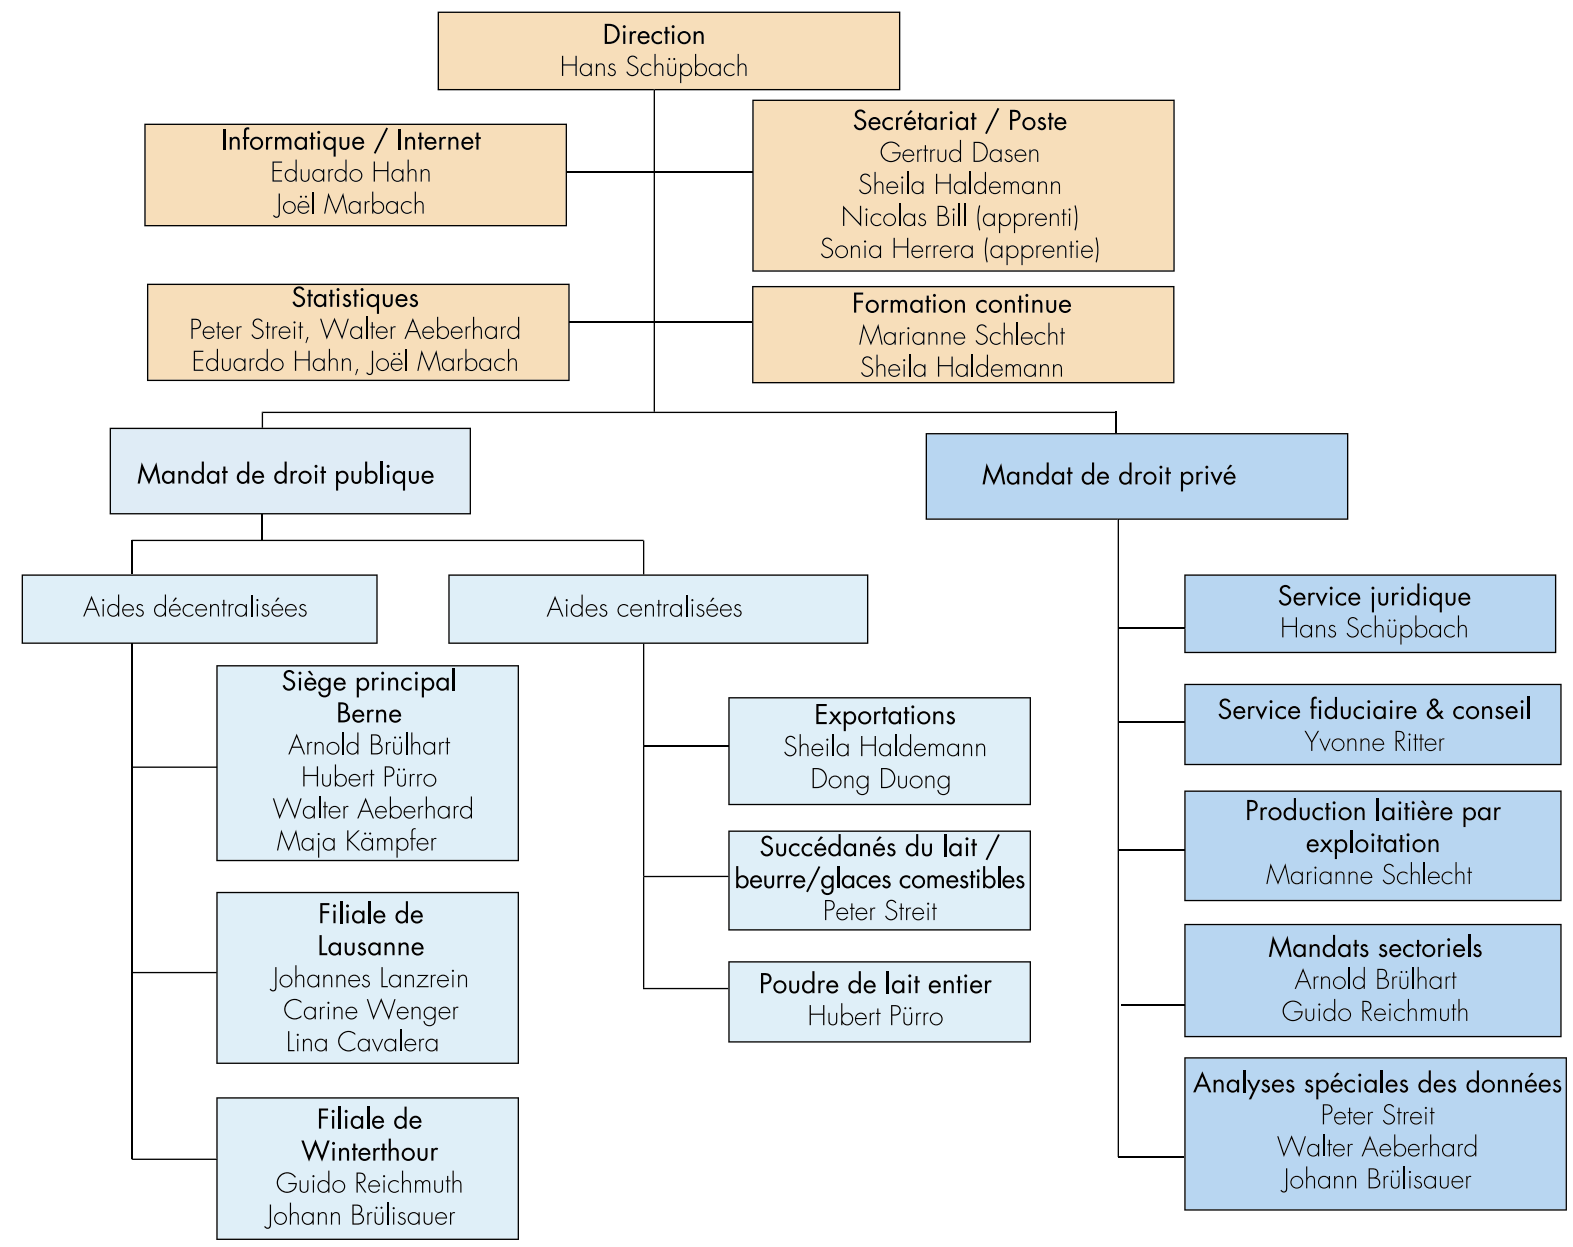 Direction
Hans Schüpbach
Informatique / Internet
Eduardo Hahn
Joël Marbach
Secrétariat / Poste
Gertrud Dasen
Sheila Haldemann
Nicolas Bill (apprenti)
Sonia Herrera (apprentie)
Statistiques
Peter Streit, Walter Aeberhard
Eduardo Hahn, Joël Marbach
Formation continue
Marianne Schlecht
Sheila Haldemann
Mandat de droit publique
Mandat de droit privé
Aides décentralisées
Aides centralisées
Siège principal
Berne
Arnold Brülhart
Hubert Pürro
Walter Aeberhard
Maja Kämpfer
Filiale de
Lausanne
Johannes Lanzrein
Carine Wenger
Lina Cavalera
Filiale de
Winterthour
Guido Reichmuth
Johann Brülisauer
Exportations
Sheila Haldemann
Dong Duong
Succédanés du lait /
beurre/glaces comestibles
Peter Streit
Poudre de lait entier
Hubert Pürro
Service juridique
Hans Schüpbach
Service fiduciaire & conseil
Yvonne Ritter
Production laitière par
exploitation
Marianne Schlecht
Mandats sectoriels
Arnold Brülhart
Guido Reichmuth
Analyses spéciales des données
Peter Streit
Walter Aeberhard
Johann Brülisauer